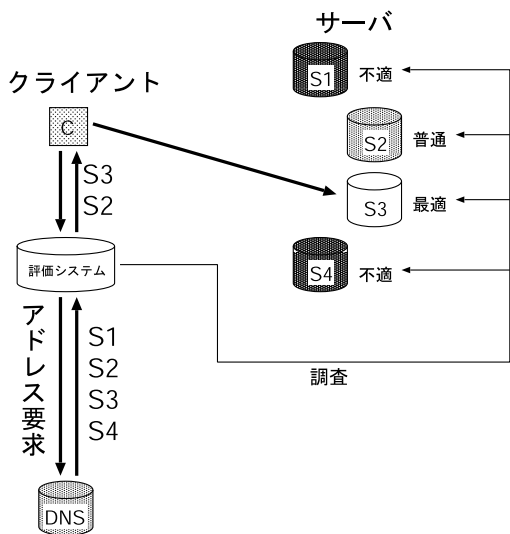 サーバ
S1
不適
クライアント
C
S2
普通
S3
S2
S3
最適
評価システム
S4
不適
アドレス要求
S1
S2
S3
S4
調査
DNS